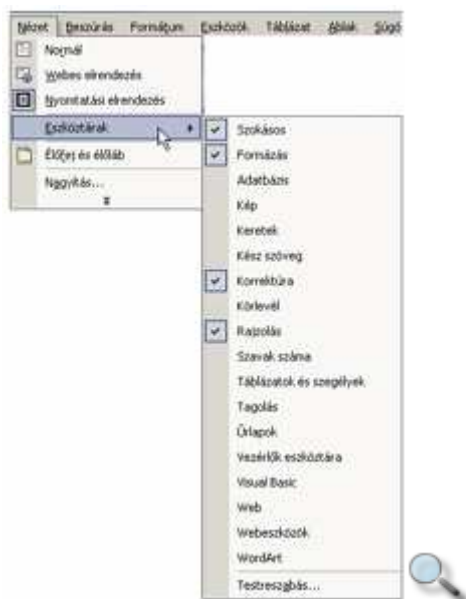 Nézet Beszúrás Formátum Eszközök Táblázat Ablak Súgó
Normál
Webes elrendezés
Nyomtatási elrendezés
Eszköztárak
Élőfej és élőláb
Nagyítás...
Szokásos
Formázás
Adatbázis
Kép
Keretek
Kész szöveg
Korrektúra
Körlevél
Rajzolás
Szavak száma
Táblázatok és szegélyek
Tagolás
Űrlapok
Vezérlők eszköztára
Visual Basic
Web
Webeszközök
WordArt
Testreszabás...